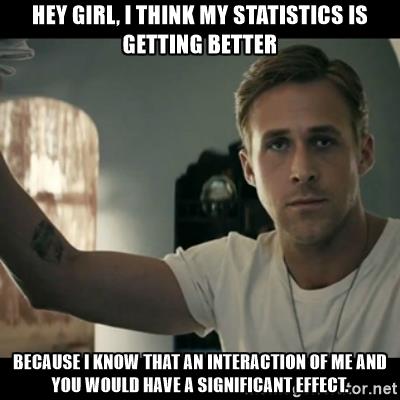 HEY GIRL, I THINK MY STATISTICS IS
GETTING BETTER
BECAUSE I KNOW THAT AN INTERACTION OF ME AND
YOU WOULD HAVE A SIGNIFICANT EFFECT.